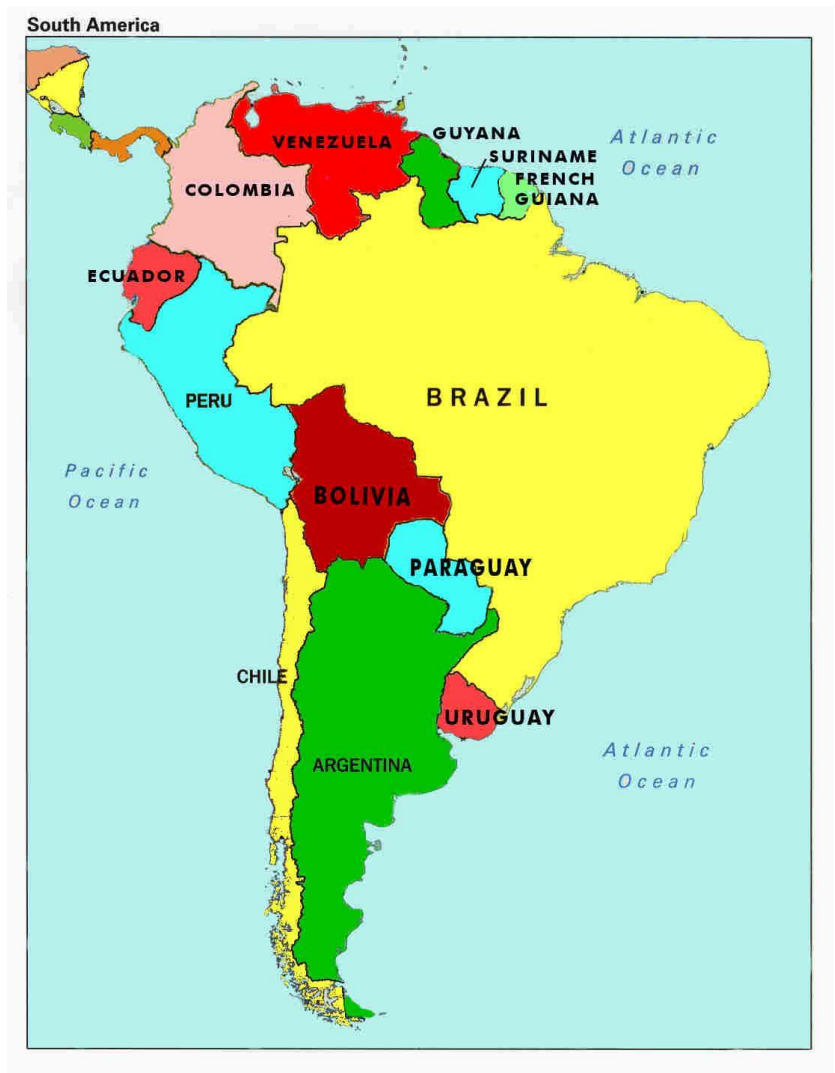 South America
VENEZUELA
GUYANA
Atlantic
Ocean
SURINAME
FRENCH
GUIANA
COLOMBIA
ECUADOR
PERU
BRAZIL
Pacific
Ocean
BOLIVIA
PARAGUAY
CHILE
URUGUAY
ARGENTINA
Atlantic
Ocean